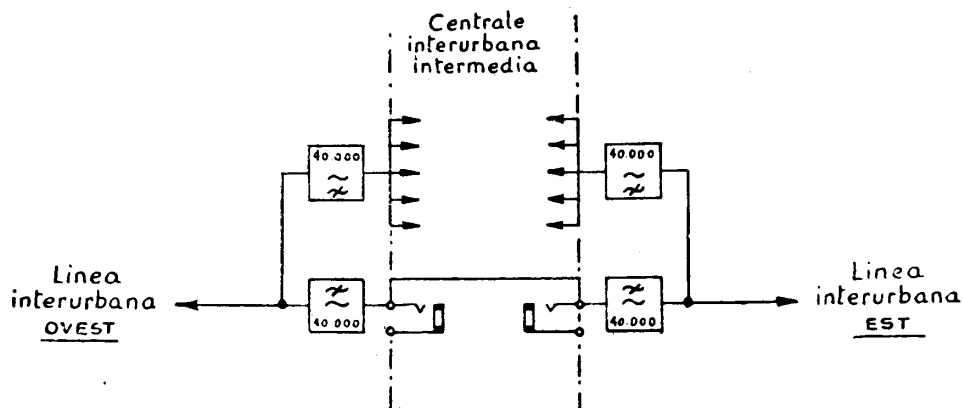 Centrale
interurbana
intermedia
40.000
40.000
Linea
interurbana
OVEST
40.000
40.000
Linea
interurbana
EST